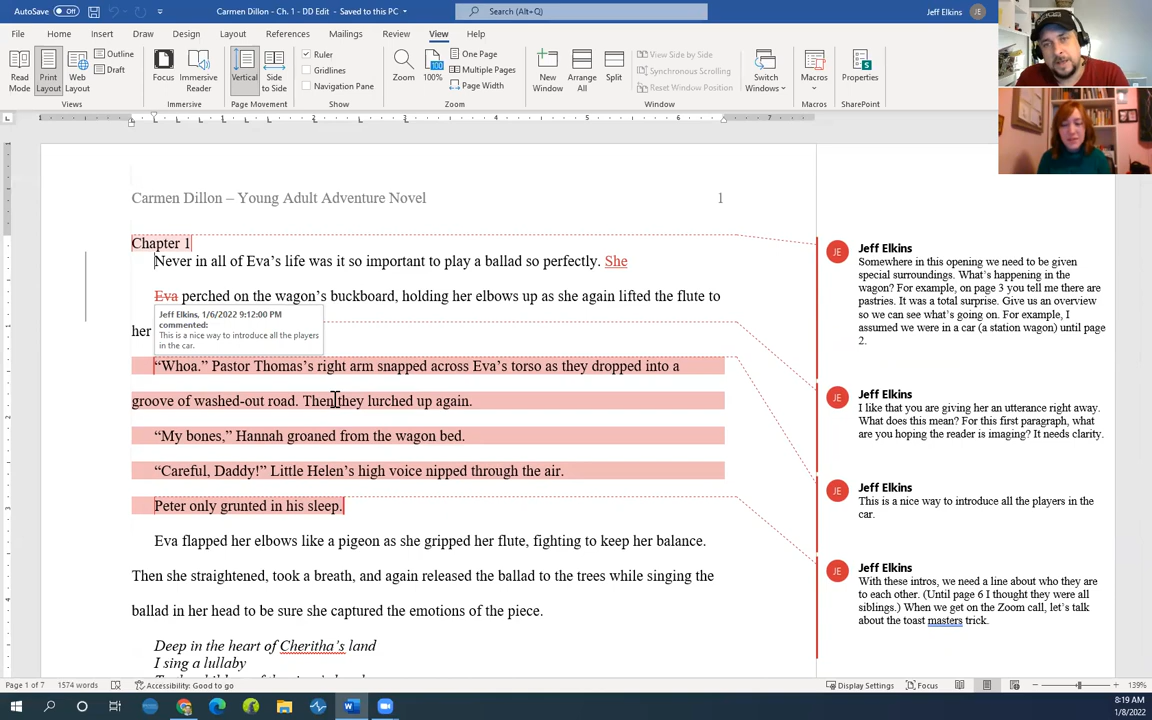 AutoSave Off
Carmen Dillon - Ch. 1 - DD Edit - Saved to this PC
Search (Alt+Q)
Jeff Elkins JE
File Home Insert Draw Design Layout References Mailings Review View Help
Read Mode
Print Layout
Web Layout
Outline
Draft
Views
Focus
Immersive Reader
Immersive
Vertical
Side to Side
Page Movement
Ruler
Gridlines
Navigation Pane
Show
Zoom
100
100%
One Page
Multiple Pages
Page Width
Zoom
New Window
Arrange All
Split
View Side by Side
Synchronous Scrolling
Reset Window Position
Switch Windows
Window
Macros
Macros
Properties
SharePoint
1 1 2 3 4 5 6 7
Carmen Dillon – Young Adult Adventure Novel 1
Chapter 1
Never in all of Eva’s life was it so important to play a ballad so perfectly. She
Eva perched on the wagon’s buckboard, holding her elbows up as she again lifted the flute to
her
Jeff Elkins, 1/6/2022 9:12:00 PM
commented:
This is a nice way to introduce all the players
in the car.
“Whoa.” Pastor Thomas’s right arm snapped across Eva’s torso as they dropped into a
groove of washed-out road. Then they lurched up again.
“My bones,” Hannah groaned from the wagon bed.
“Careful, Daddy!” Little Helen’s high voice nipped through the air.
Peter only grunted in his sleep.
Eva flapped her elbows like a pigeon as she gripped her flute, fighting to keep her balance.
Then she straightened, took a breath, and again released the ballad to the trees while singing the
ballad in her head to be sure she captured the emotions of the piece.
Deep in the heart of Cheritha’s land
I sing a lullaby
JE Jeff Elkins
Somewhere in this opening we need to be given
special surroundings. What’s happening in the
wagon? For example, on page 3 you tell me there are
pastries. It was a total surprise. Give us an overview
so we can see what’s going on. For example, I
assumed we were in a car (a station wagon) until page
2.
JE Jeff Elkins
I like that you are giving her an utterance right away.
What does this mean? For this first paragraph, what
are you hoping the reader is imaging? It needs clarity.
JE Jeff Elkins
This is a nice way to introduce all the players in the
car.
JE Jeff Elkins
With these intros, we need a line about who they are
to each other. (Until page 6 I thought they were all
siblings.) When we get on the Zoom call, let’s talk
about the toast masters trick.
Page 1 of 7 1574 words Accessibility: Good to go Display Settings Focus 139%
8:19 AM
1/8/2022